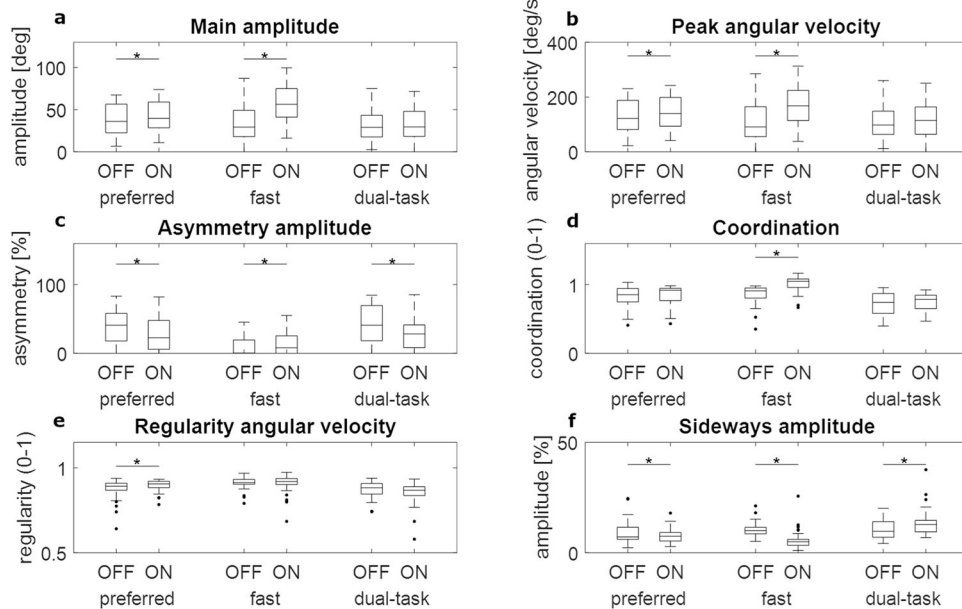 a Main amplitude
amplitude [deg]
100
50
0
* *
OFF ON OFF ON OFF ON
preferred fast dual-task
b Peak angular velocity
angular velocity [deg/s
400
200
0
* *
OFF ON OFF ON OFF ON
preferred fast dual-task
c Asymmetry amplitude
asymmetry [%]
100
0
* * *
OFF ON OFF ON OFF ON
preferred fast dual-task
d Coordination
coordination (0-1)
1
0
*
OFF ON OFF ON OFF ON
preferred fast dual-task
e Regularity angular velocity
regularity (0-1)
1
0.5
*
OFF ON OFF ON OFF ON
preferred fast dual-task
f Sideways amplitude
amplitude [%]
50
0
* * *
OFF ON OFF ON OFF ON
preferred fast dual-task